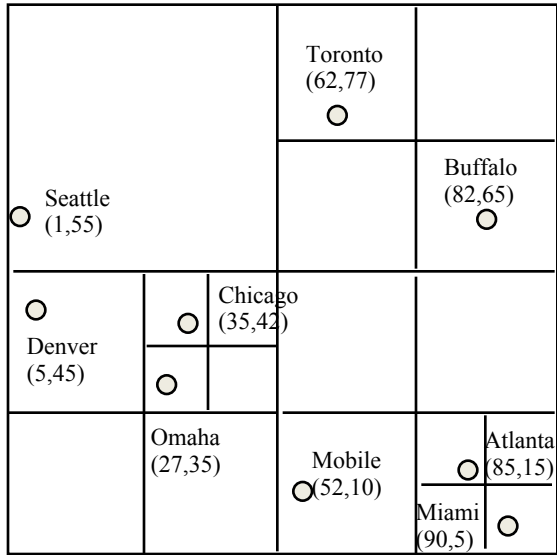 Toronto
(62,77)
Buffalo
(82,65)
Seattle
(1,55)
Chicago
(35,42)
Denver
(5,45)
Omaha
(27,35)
Mobile
(52,10)
Atlanta
(85,15)
Miami
(90,5)